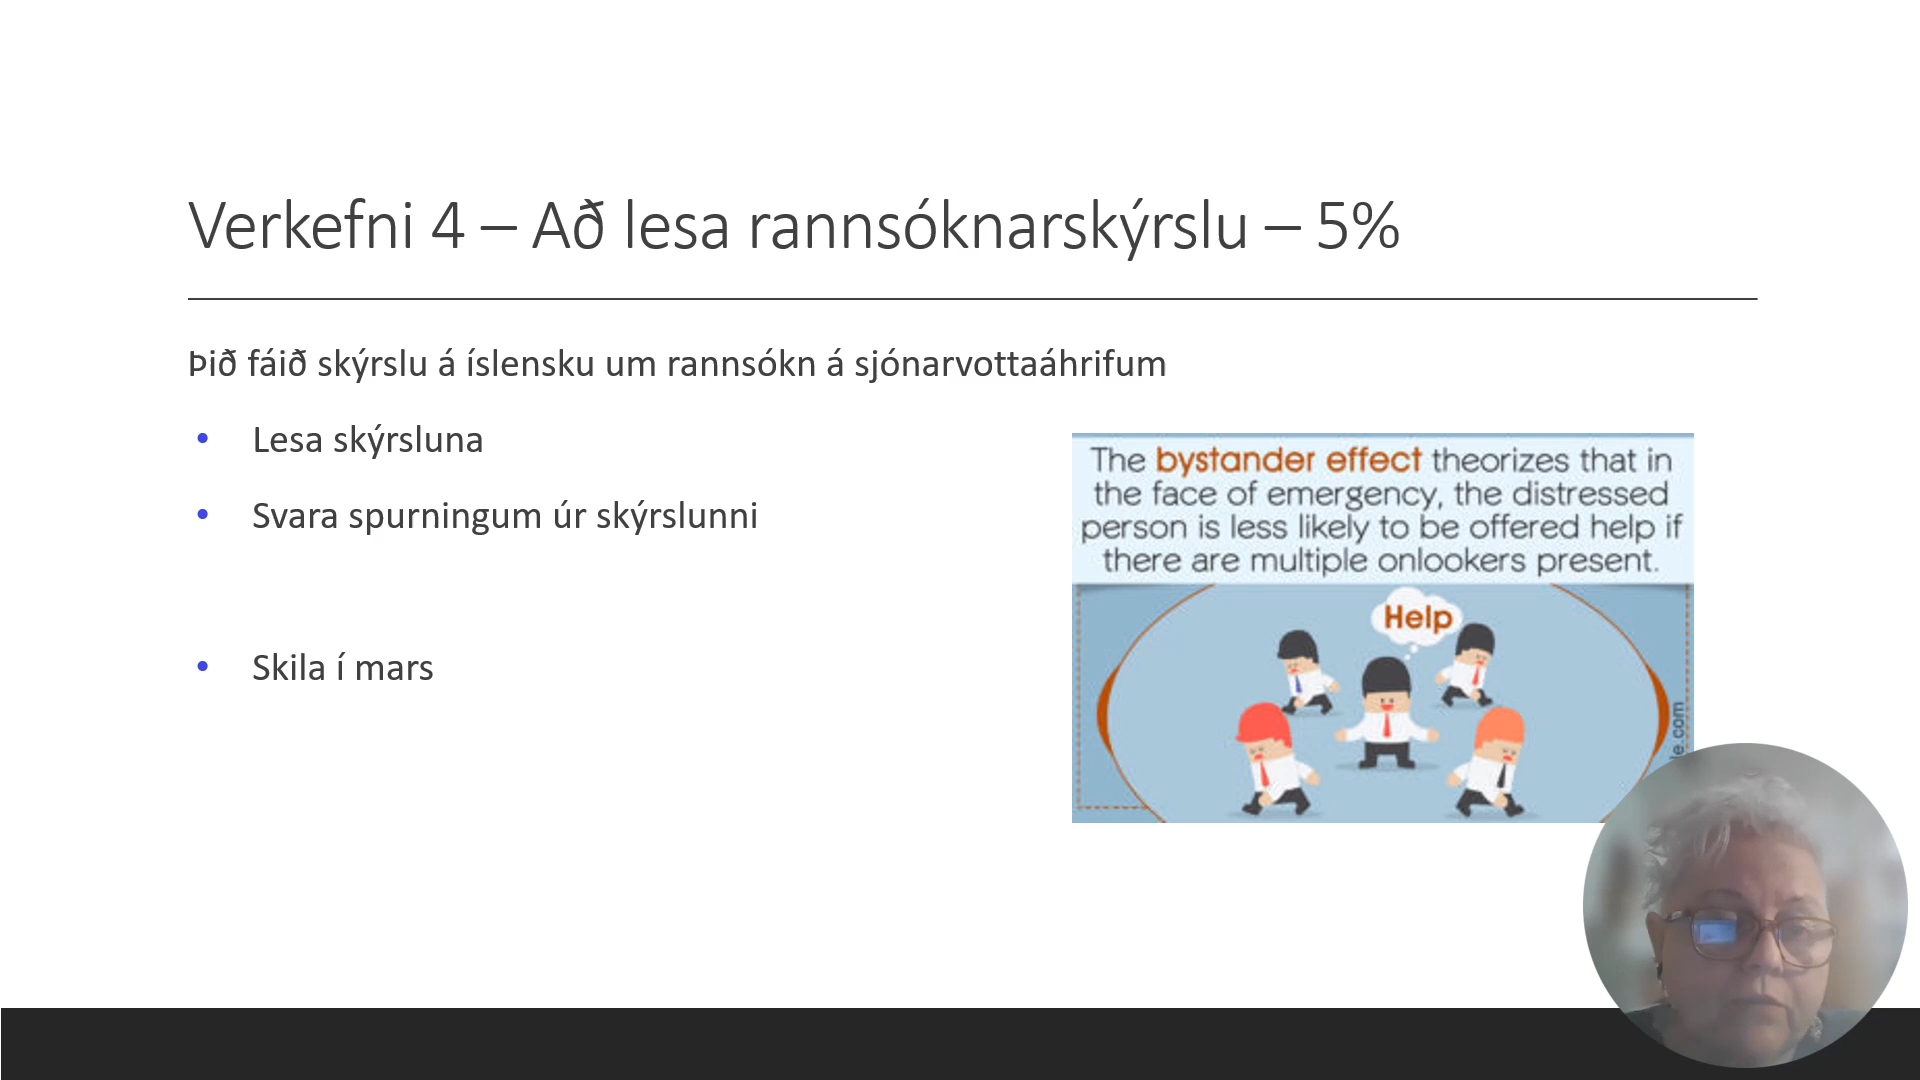 Verkefni 4 – Að lesa rannsóknarskýrslu – 5%
Þið fáið skýrslu á íslensku um rannsókn á sjónarvottaáhrifum
• Lesa skýrsluna
• Svara spurningum úr skýrslunni
• Skila í mars
The bystander effect theorizes that in
the face of emergency, the distressed
person is less likely to be offered help if
there are multiple onlookers present.
Help